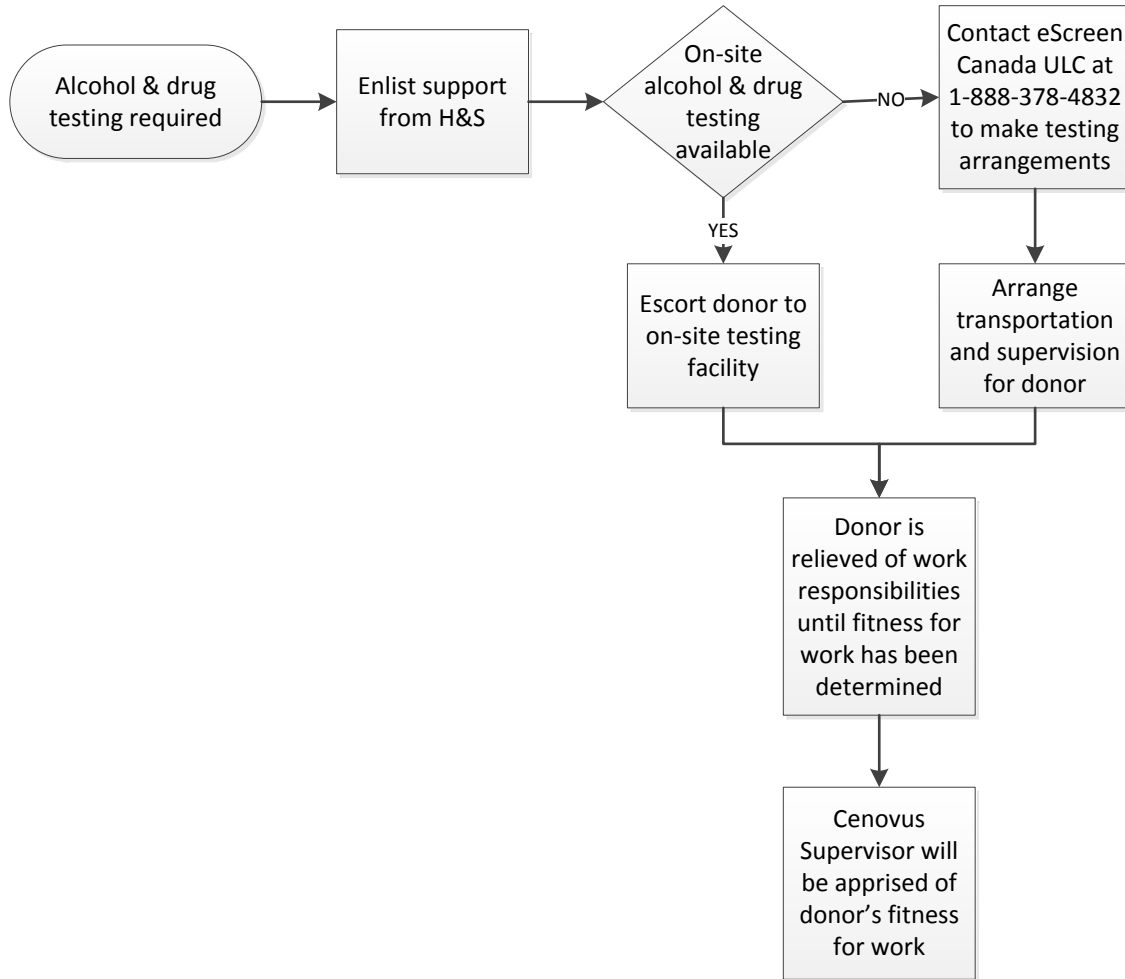 Alcohol & drug
testing required
Enlist support
from H&S
On-site
alcohol & drug
testing
available
NO
Contact eScreen
Canada ULC at
1-888-378-4832
to make testing
arrangements
YES
Escort donor to
on-site testing
facility
Arrange
transportation
and supervision
for donor
Donor is
relieved of work
responsibilities
until fitness for
work has been
determined
Cenovus
Supervisor will
be apprised of
donor’s fitness
for work